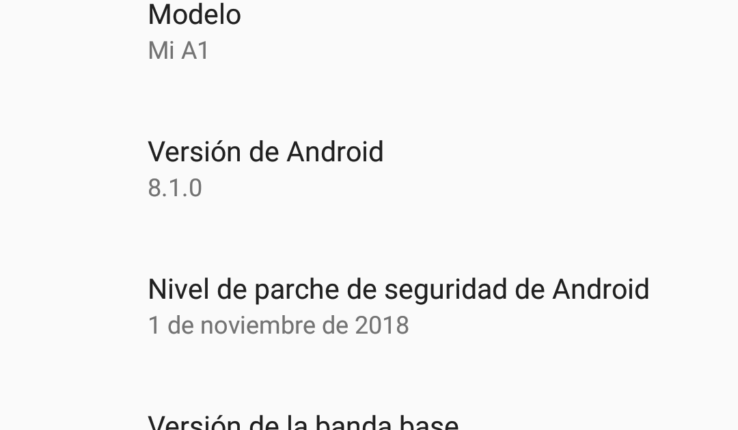 Modelo
Mi A1
Versión de Android
8.1.0
Nivel de parche de seguridad de Android
1 de noviembre de 2018
Versión de la banda base